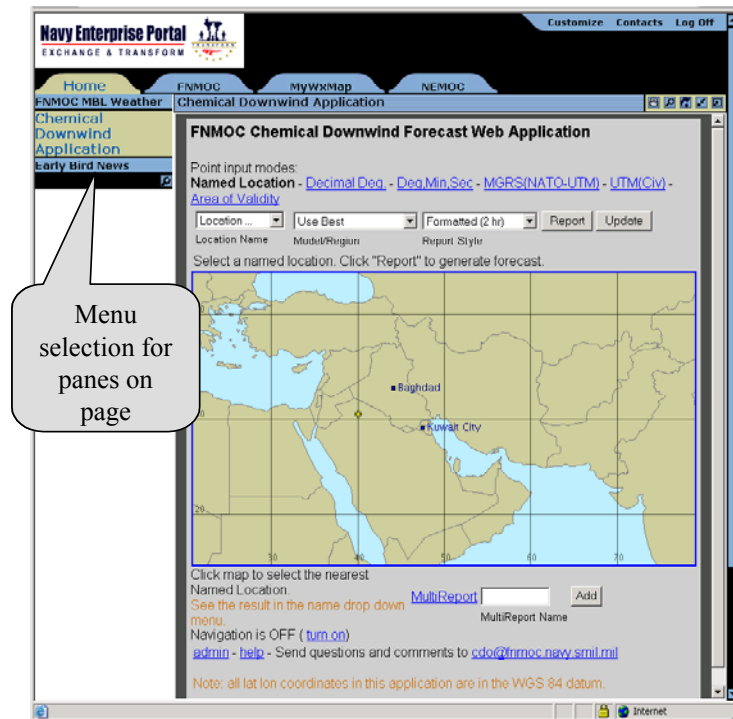 Navy Enterprise Portal
EXCHANGE & TRANSFORM
TRANSFORM
Customize Contacts Log Off
Home FNMOC MyWxMap NEMOC
FNMOC MBL Weather
Chemical Downwind Application
Chemical
Downwind
Application
Early Bird News
Menu
selection for
panes on
page
FNMOC Chemical Downwind Forecast Web Application
Point input modes:
Named Location - Decimal Deg. - Deg,Min,Sec - MGRS(NATO-UTM) - UTM(Civ) -
Area of Validity
Location ... Use Best Formatted (2 hr) Report Update
Location Name Model/Region Report Style
Select a named location. Click "Report" to generate forecast.
Baghdad
Kuwait City
20
30 40 50 60 70
Click map to select the nearest
Named Location.
See the result in the name drop down
menu.
MultiReport Add
MultiReport Name
Navigation is OFF ( turn on)
admin - help - Send questions and comments to cdo@fnmoc.navy.smil.mil
Note: all lat lon coordinates in this application are in the WGS 84 datum.
Internet